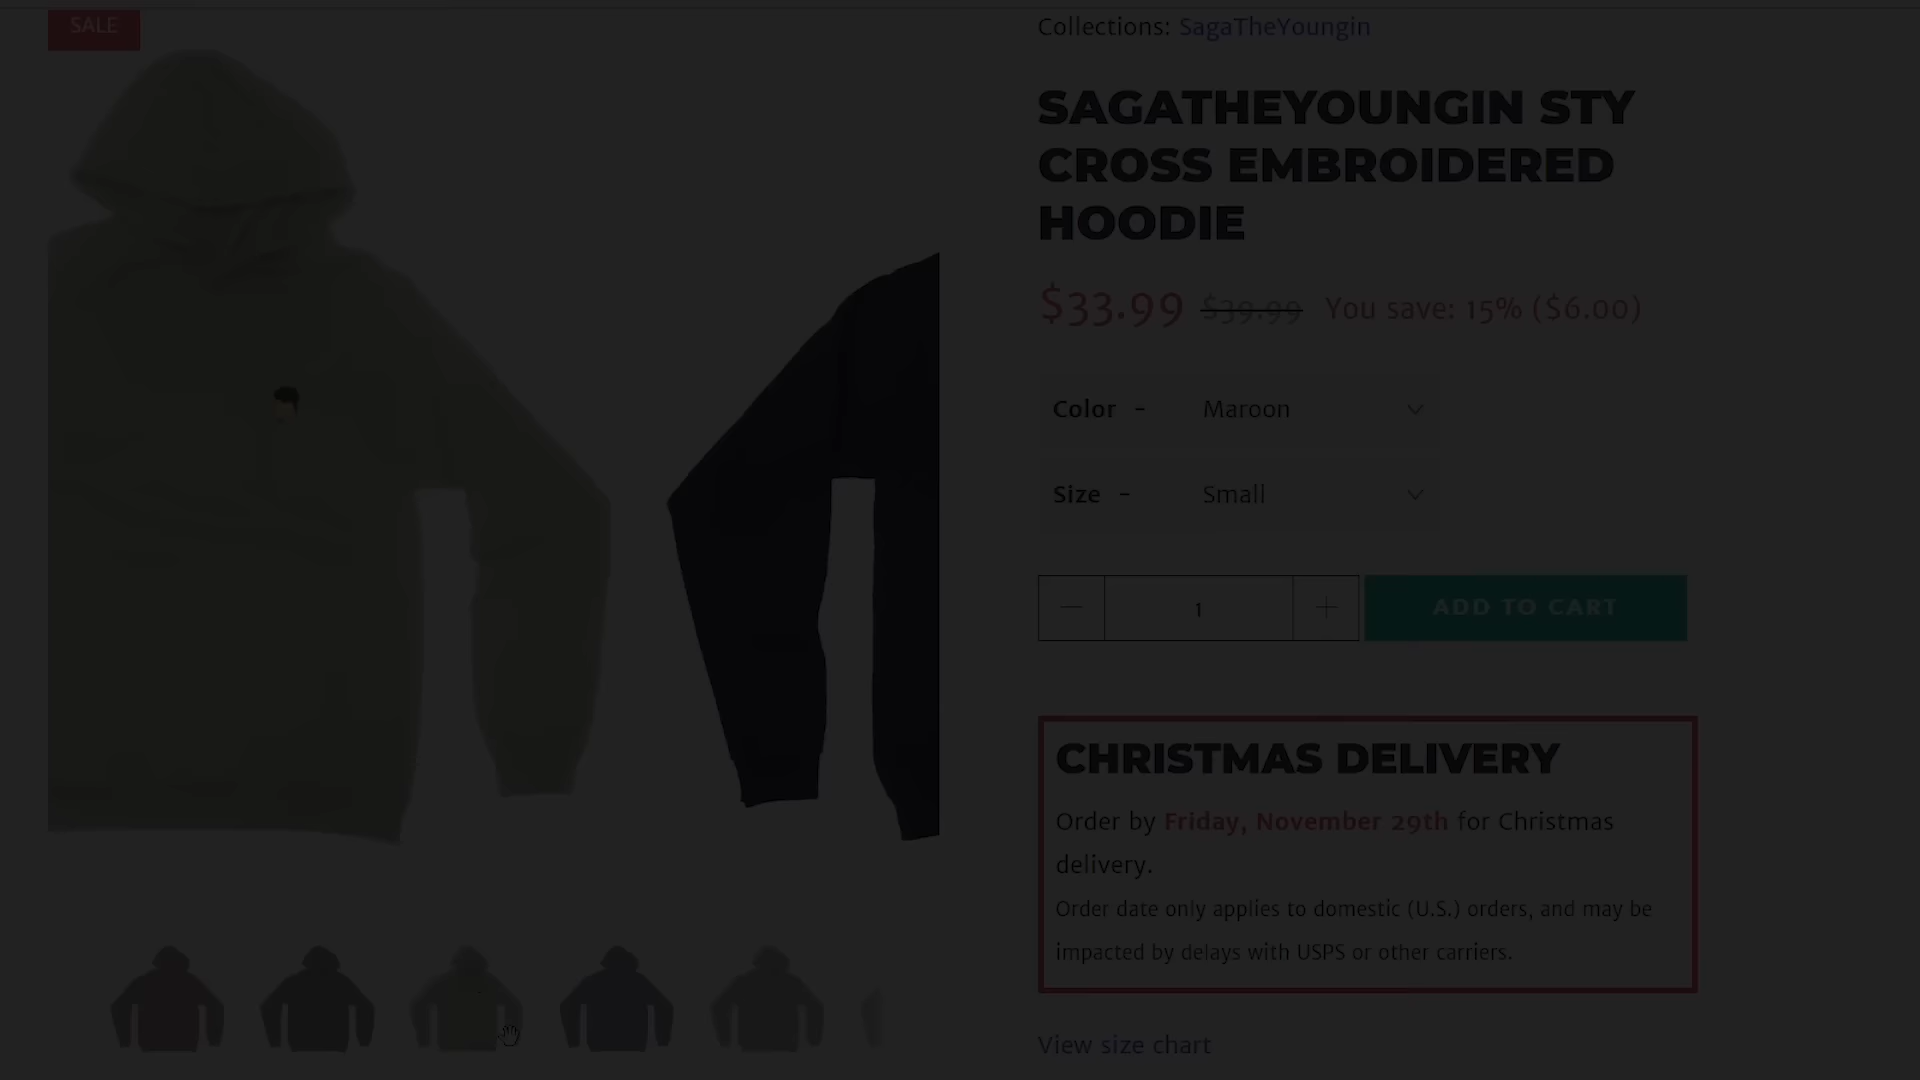 SALE
Collections: SagaTheYoungin
SAGATHEYOUNGIN STY
CROSS EMBROIDERED
HOODIE
$33.99 $39.99 You save: 15% ($6.00)
Color - Maroon
Size - Small
1
ADD TO CART
CHRISTMAS DELIVERY
Order by Friday, November 29th for Christmas
delivery.
Order date only applies to domestic (U.S.) orders, and may be
impacted by delays with USPS or other carriers.
View size chart